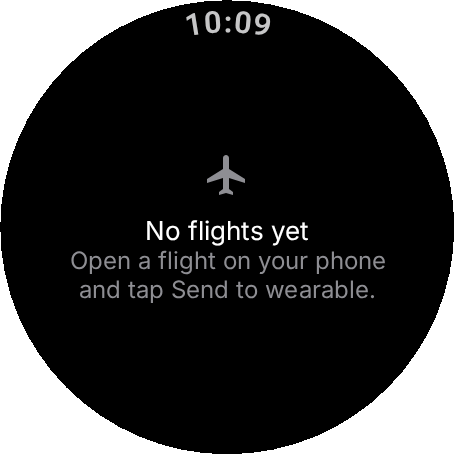 10:09
No flights yet
Open a flight on your phone
and tap Send to wearable.